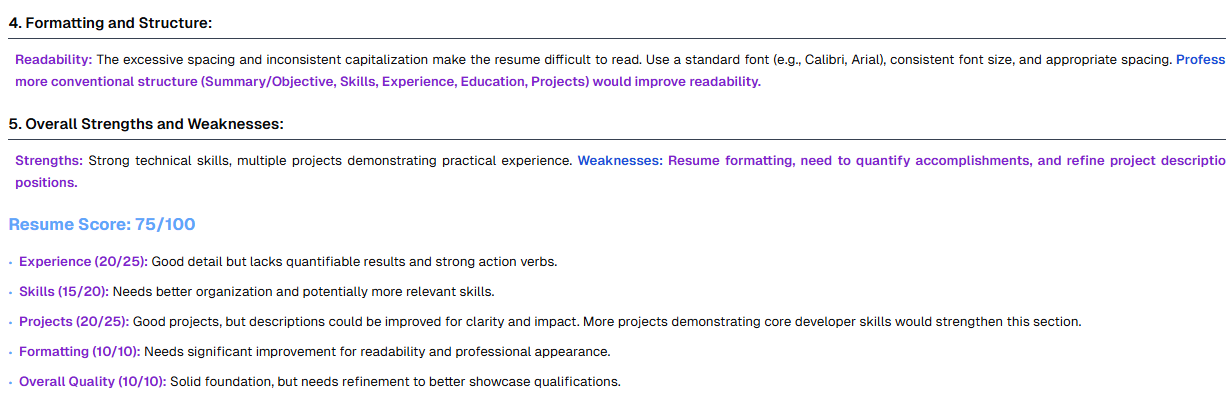 4. Formatting and Structure:
Readability: The excessive spacing and inconsistent capitalization make the resume difficult to read. Use a standard font (e.g., Calibri, Arial), consistent font size, and appropriate spacing. Profess
more conventional structure (Summary/Objective, Skills, Experience, Education, Projects) would improve readability.
5. Overall Strengths and Weaknesses:
Strengths: Strong technical skills, multiple projects demonstrating practical experience. Weaknesses: Resume formatting, need to quantify accomplishments, and refine project descriptio
positions.
Resume Score: 75/100
• Experience (20/25): Good detail but lacks quantifiable results and strong action verbs.
• Skills (15/20): Needs better organization and potentially more relevant skills.
• Projects (20/25): Good projects, but descriptions could be improved for clarity and impact. More projects demonstrating core developer skills would strengthen this section.
• Formatting (10/10): Needs significant improvement for readability and professional appearance.
• Overall Quality (10/10): Solid foundation, but needs refinement to better showcase qualifications.